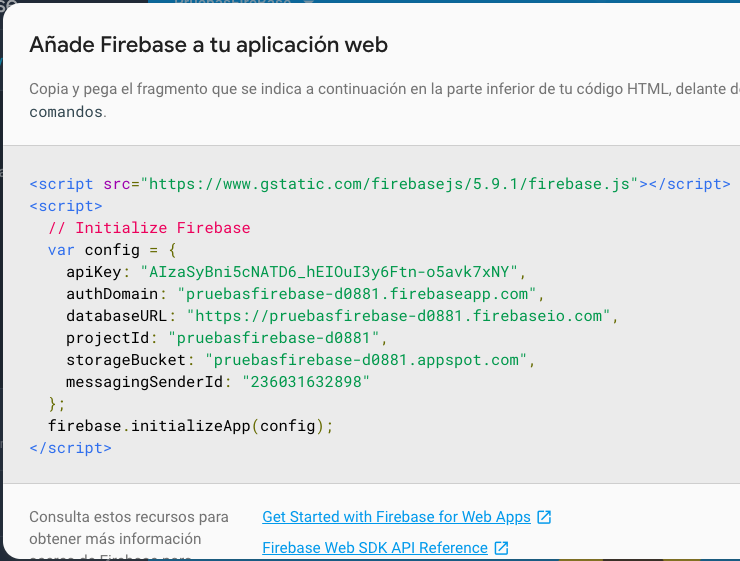 PruebasFireBase
Añade Firebase a tu aplicación web
Copia y pega el fragmento que se indica a continuación en la parte inferior de tu código HTML, delante
comandos.
<script src="https://www.gstatic.com/firebasejs/5.9.1/firebase.js"></script>
<script>
// Initialize Firebase
var config = {
apiKey: "AIzaSyBni5cNATD6_hEIOuI3y6Ftn-o5avk7xNY",
authDomain: "pruebasfirebase-d0881.firebaseapp.com",
databaseURL: "https://pruebasfirebase-d0881.firebaseio.com",
projectId: "pruebasfirebase-d0881",
storageBucket: "pruebasfirebase-d0881.appspot.com",
messagingSenderId: "236031632898"
};
firebase.initializeApp(config);
</script>
Consulta estos recursos para
obtener más información
acerca de Firebase para
Get Started with Firebase for Web Apps
Firebase Web SDK API Reference